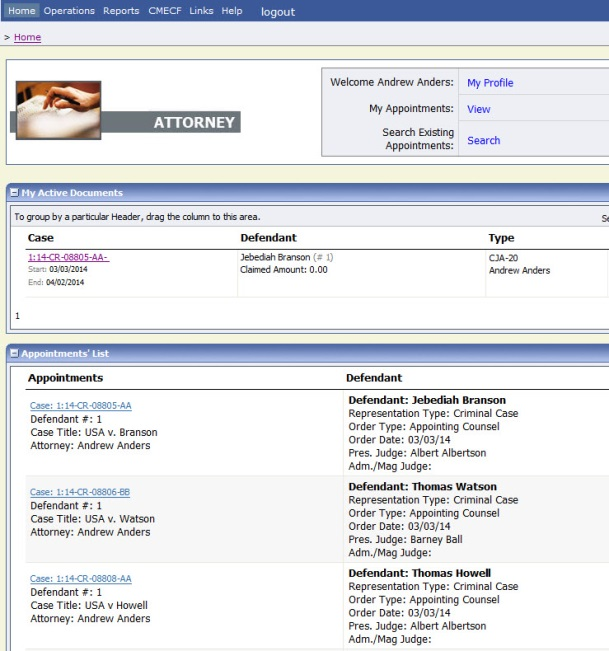 Home Operations Reports CMECF Links Help logout
> Home
ATTORNEY
Welcome Andrew Anders: My Profile
My Appointments: View
Search Existing
Appointments: Search
My Active Documents
To group by a particular Header, drag the column to this area.
Case Defendant Type
1:14-CR-08805-AA-
Start: 03/03/2014
End: 04/02/2014
Jebediah Branson (# 1)
Claimed Amount: 0.00
CJA-20
Andrew Anders
1
Appointments' List
Appointments Defendant
Case: 1:14-CR-08805-AA
Defendant #: 1
Case Title: USA v. Branson
Attorney: Andrew Anders
Defendant: Jebediah Branson
Representation Type: Criminal Case
Order Type: Appointing Counsel
Order Date: 03/03/14
Pres. Judge: Albert Albertson
Adm./Mag Judge:
Case: 1:14-CR-08806-BB
Defendant #: 1
Case Title: USA v. Watson
Attorney: Andrew Anders
Defendant: Thomas Watson
Representation Type: Criminal Case
Order Type: Appointing Counsel
Order Date: 03/03/14
Pres. Judge: Barney Ball
Adm./Mag Judge:
Case: 1:14-CR-08808-AA
Defendant #: 1
Case Title: USA v Howell
Attorney: Andrew Anders
Defendant: Thomas Howell
Representation Type: Criminal Case
Order Type: Appointing Counsel
Order Date: 03/03/14
Pres. Judge: Albert Albertson
Adm./Mag Judge: